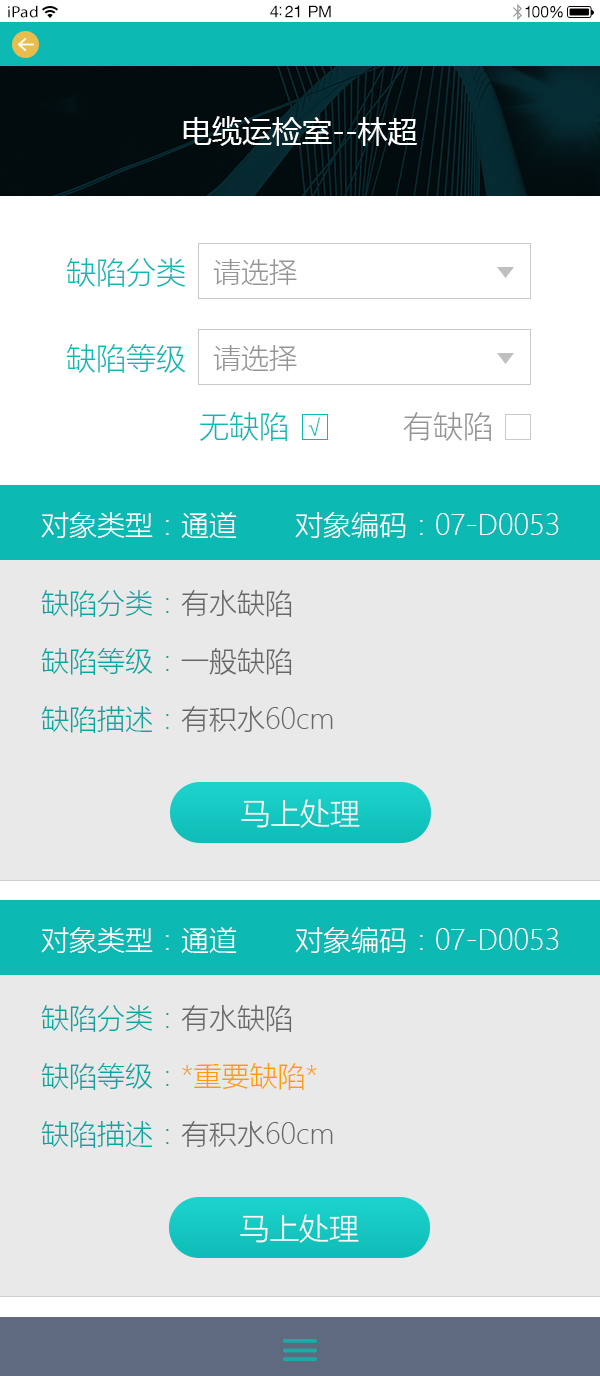 iPad 4:21 PM 100%
电缆运检室--林超
缺陷分类 请选择
缺陷等级 请选择
无缺陷 √ 有缺陷
对象类型：通道 对象编码：07-D0053
缺陷分类：有水缺陷
缺陷等级：一般缺陷
缺陷描述：有积水60cm
马上处理
对象类型：通道 对象编码：07-D0053
缺陷分类：有水缺陷
缺陷等级：*重要缺陷*
缺陷描述：有积水60cm
马上处理